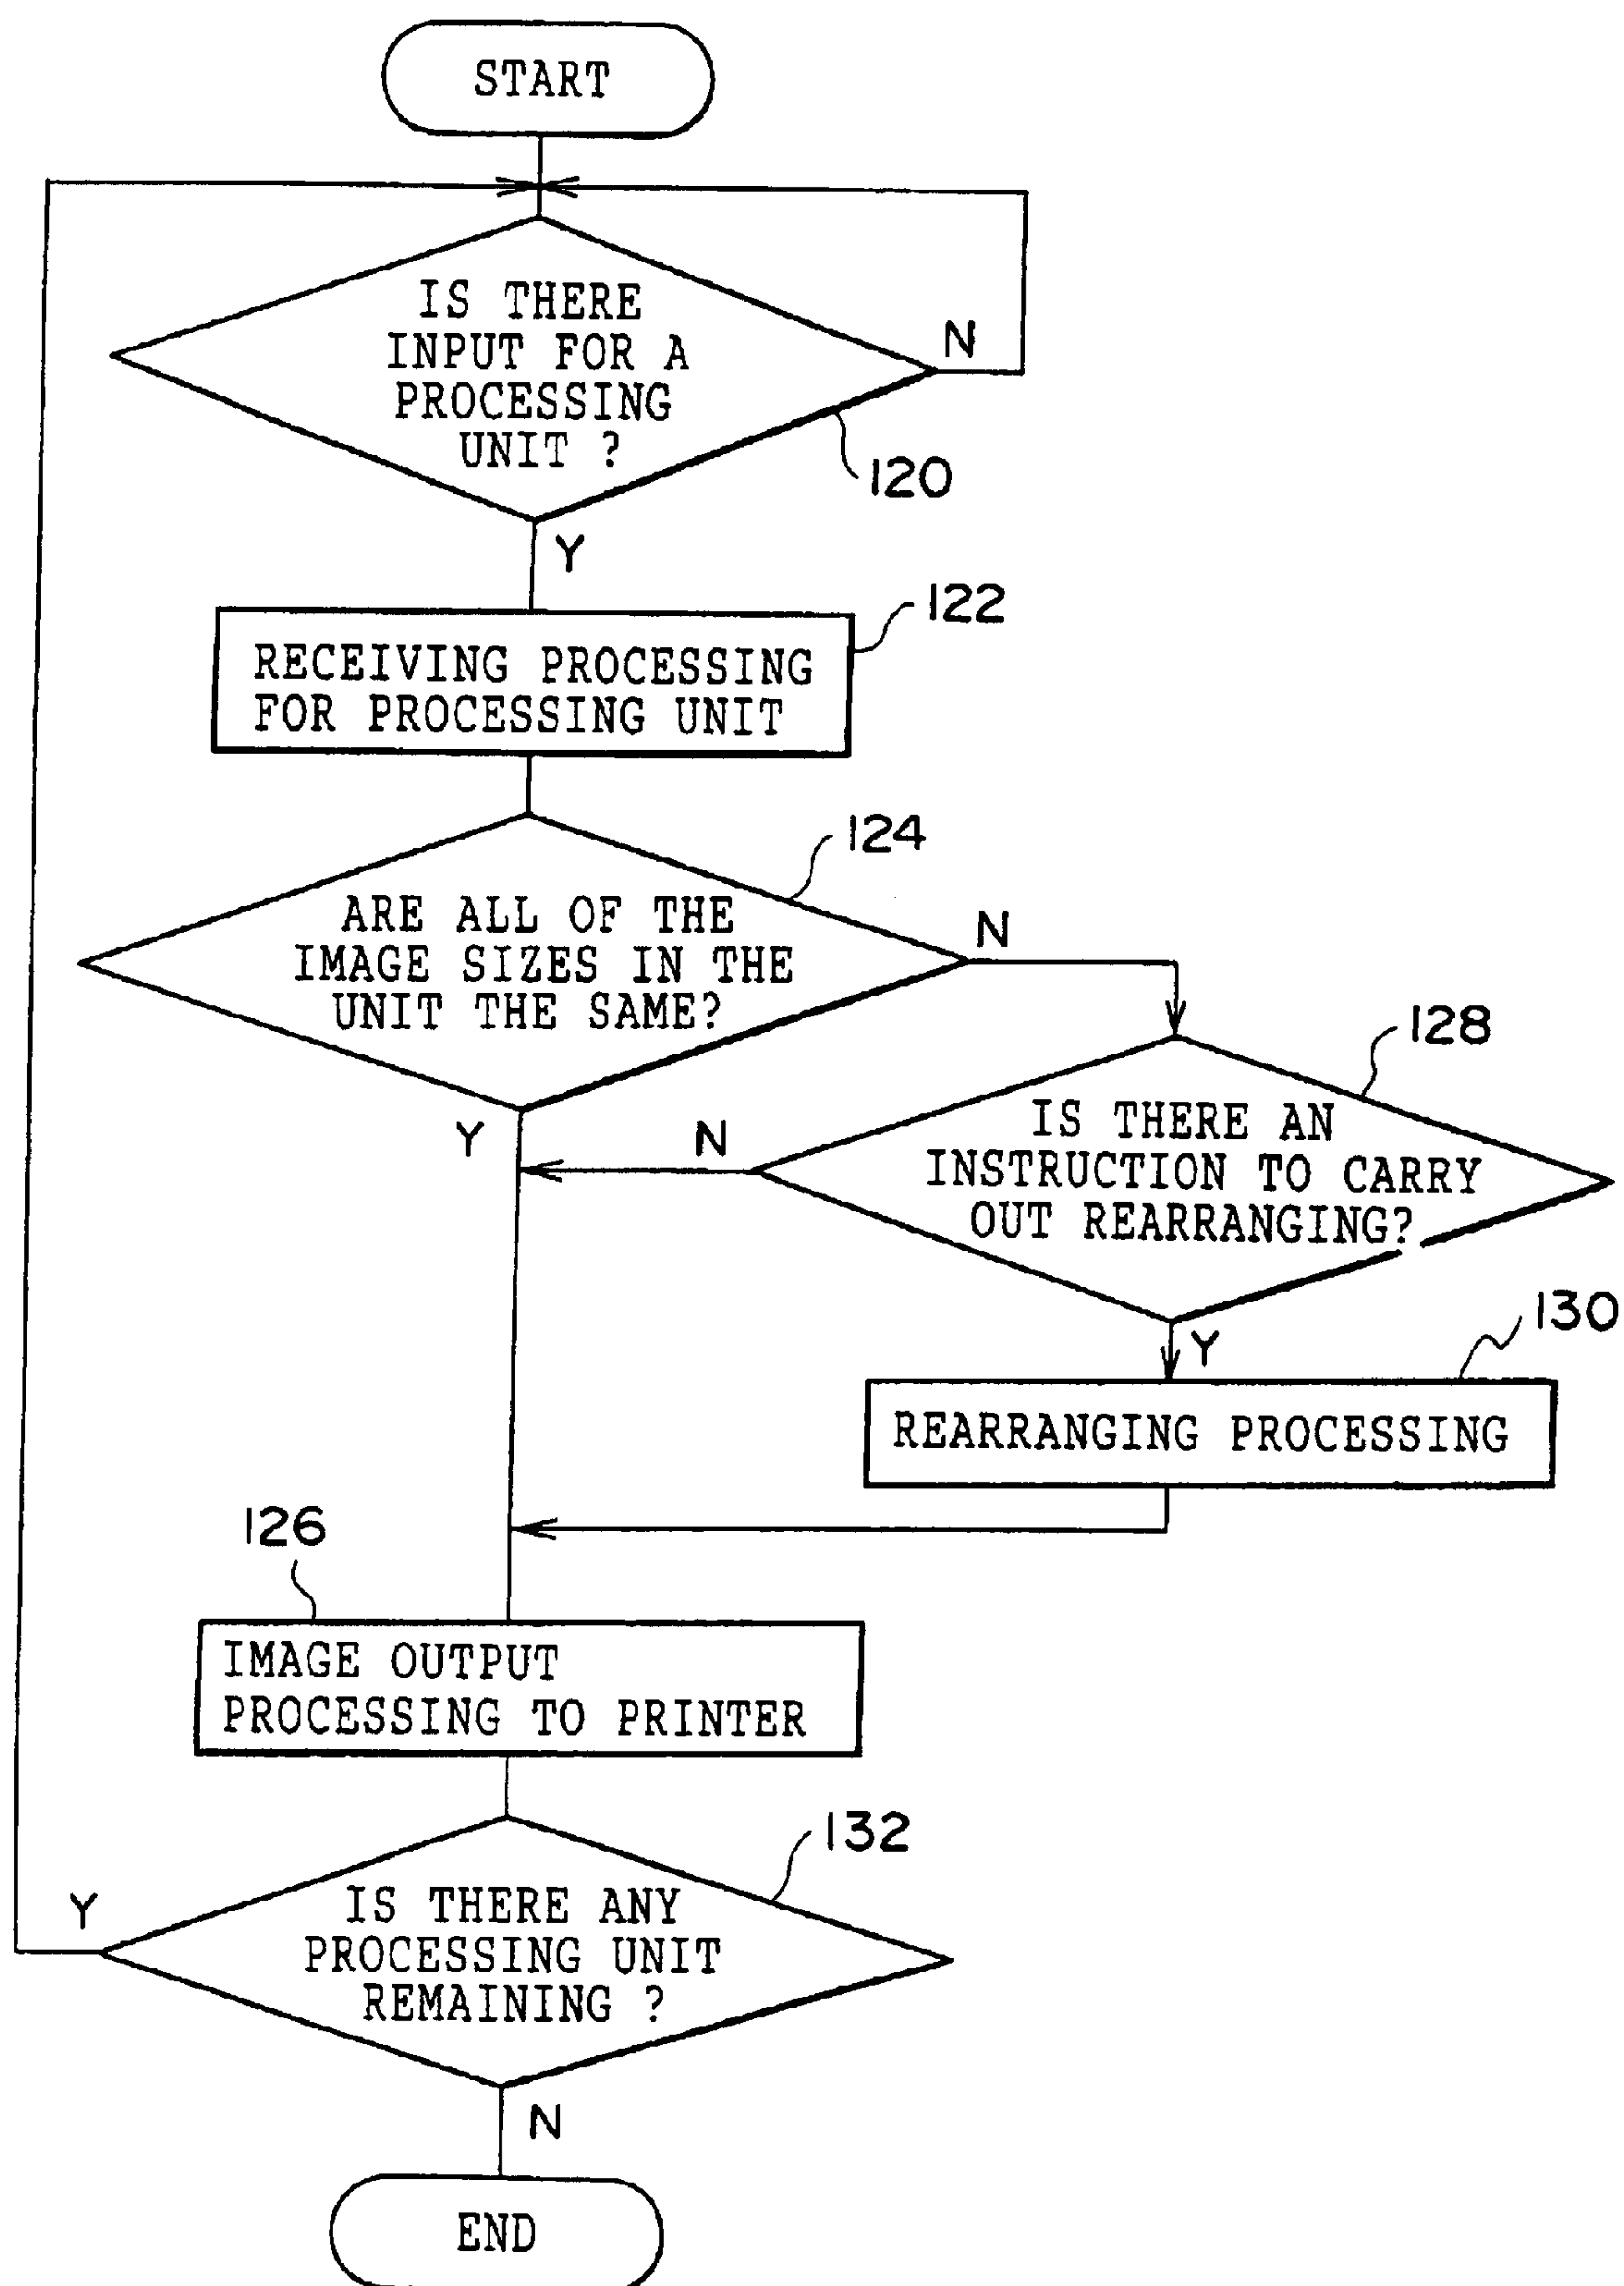 START
IS THERE
INPUT FOR A
PROCESSING
UNIT ?
N
120
Y
122
RECEIVING PROCESSING
FOR PROCESSING UNIT
124
ARE ALL OF THE
IMAGE SIZES IN THE
UNIT THE SAME?
N
Y
128
IS THERE AN
INSTRUCTION TO CARRY
OUT REARRANGING?
N
Y
130
REARRANGING PROCESSING
126
IMAGE OUTPUT
PROCESSING TO PRINTER
132
IS THERE ANY
PROCESSING UNIT
REMAINING ?
Y
N
END